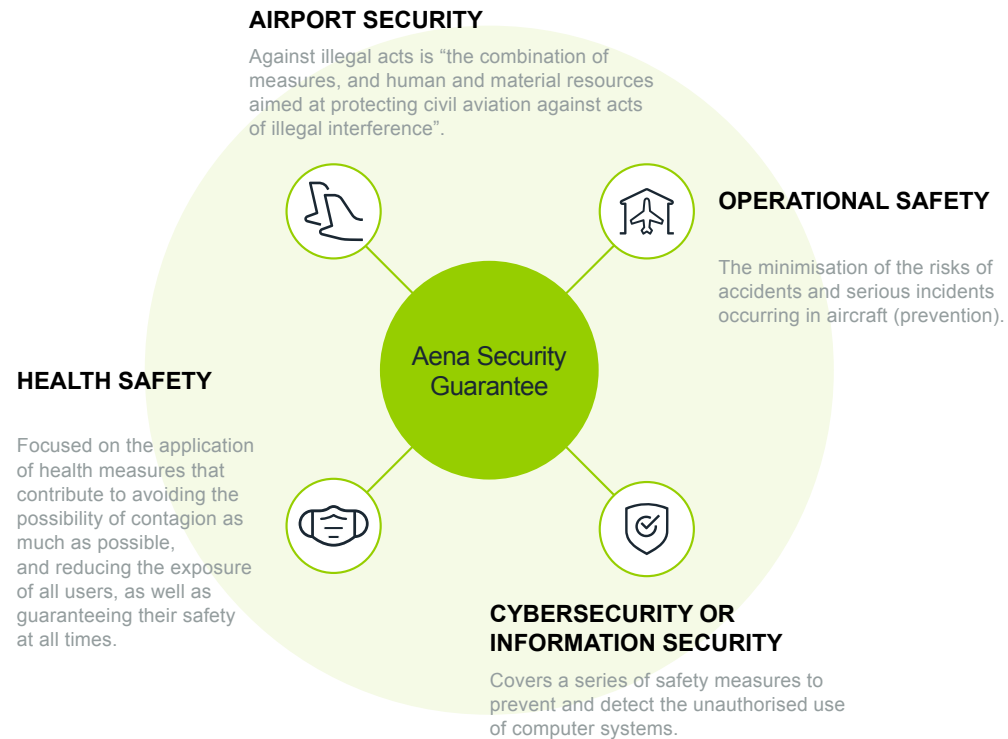 AIRPORT SECURITY
Against illegal acts is “the combination of
measures, and human and material resources
aimed at protecting civil aviation against acts
of illegal interference”.
OPERATIONAL SAFETY
The minimisation of the risks of
accidents and serious incidents
occurring in aircraft (prevention).
Aena Security
Guarantee
HEALTH SAFETY
Focused on the application
of health measures that
contribute to avoiding the
possibility of contagion as
much as possible,
and reducing the exposure
of all users, as well as
guaranteeing their safety
at all times.
CYBERSECURITY OR
INFORMATION SECURITY
Covers a series of safety measures to
prevent and detect the unauthorised use
of computer systems.